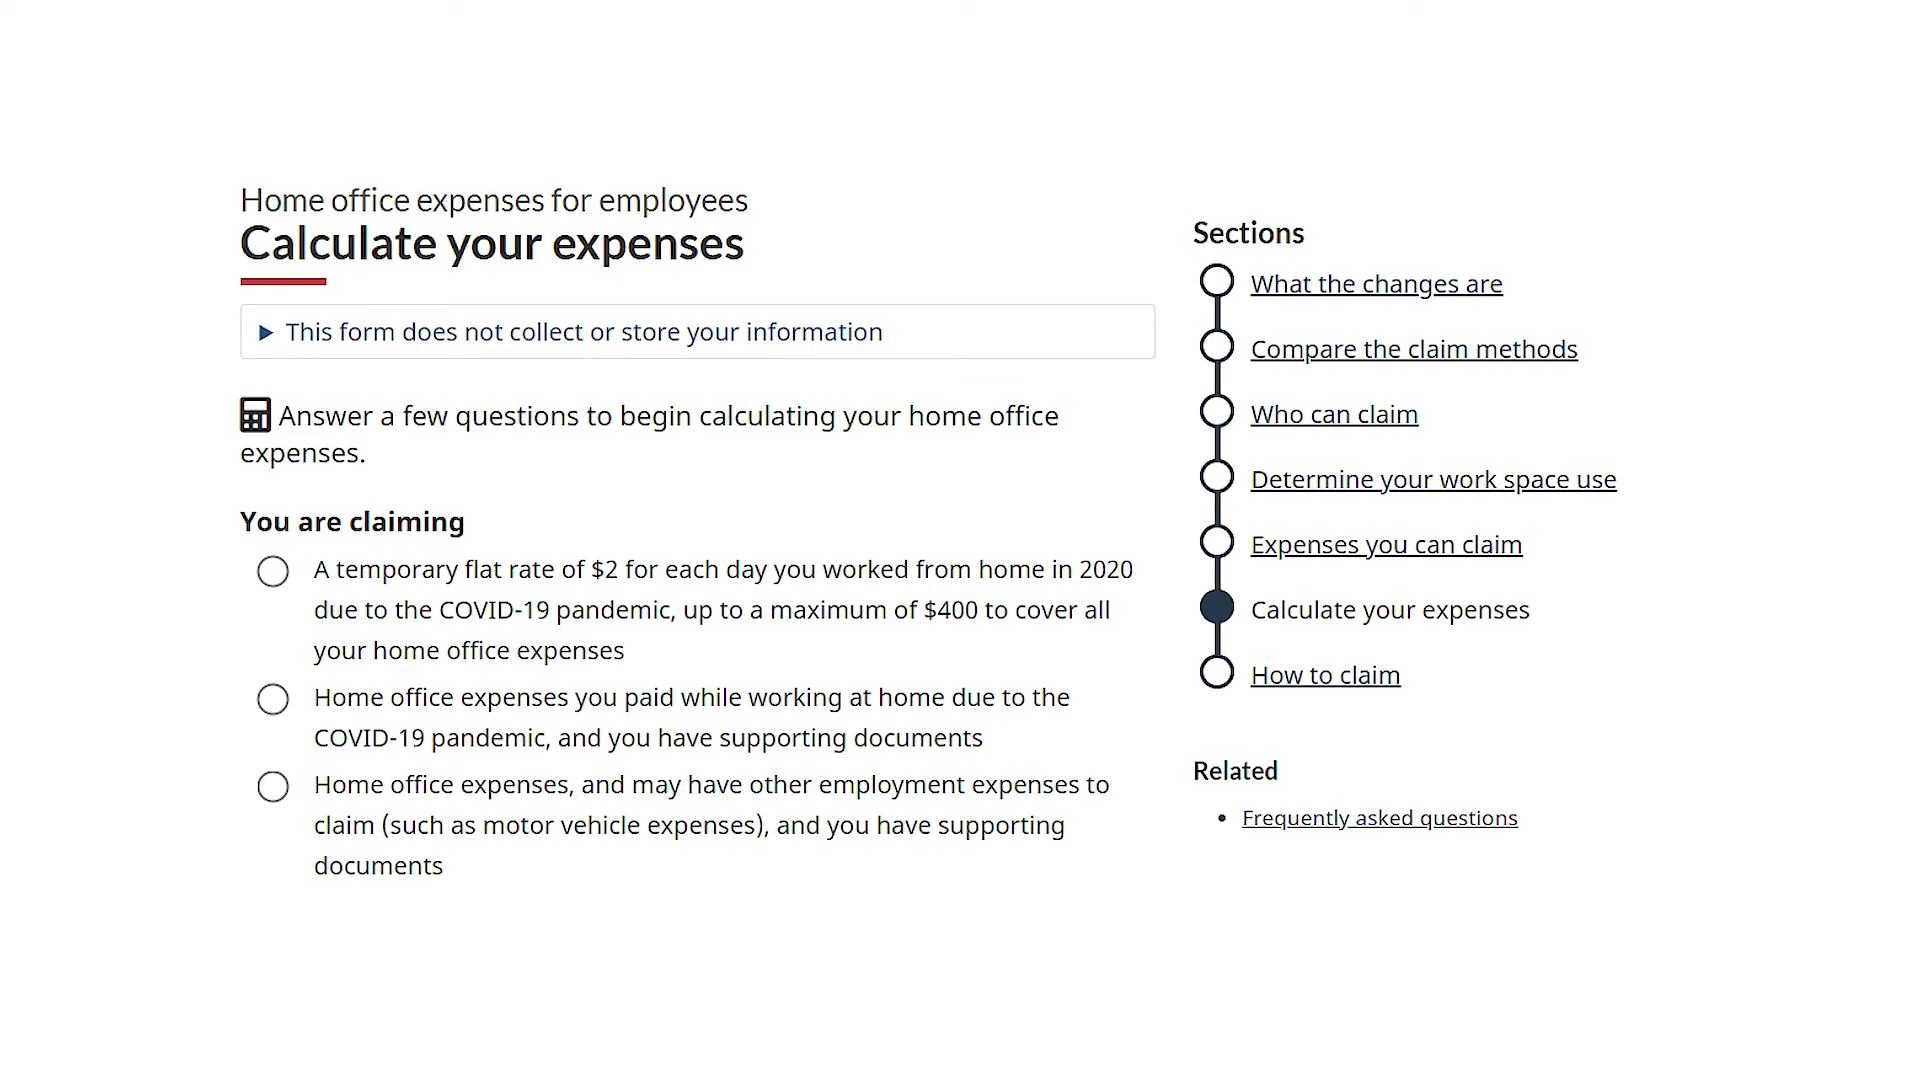 Home office expenses for employees
Calculate your expenses
This form does not collect or store your information
Answer a few questions to begin calculating your home office
expenses.
You are claiming
A temporary flat rate of $2 for each day you worked from home in 2020
due to the COVID-19 pandemic, up to a maximum of $400 to cover all
your home office expenses
Home office expenses you paid while working at home due to the
COVID-19 pandemic, and you have supporting documents
Home office expenses, and may have other employment expenses to
claim (such as motor vehicle expenses), and you have supporting
documents
Sections
What the changes are
Compare the claim methods
Who can claim
Determine your work space use
Expenses you can claim
Calculate your expenses
How to claim
Related
Frequently asked questions